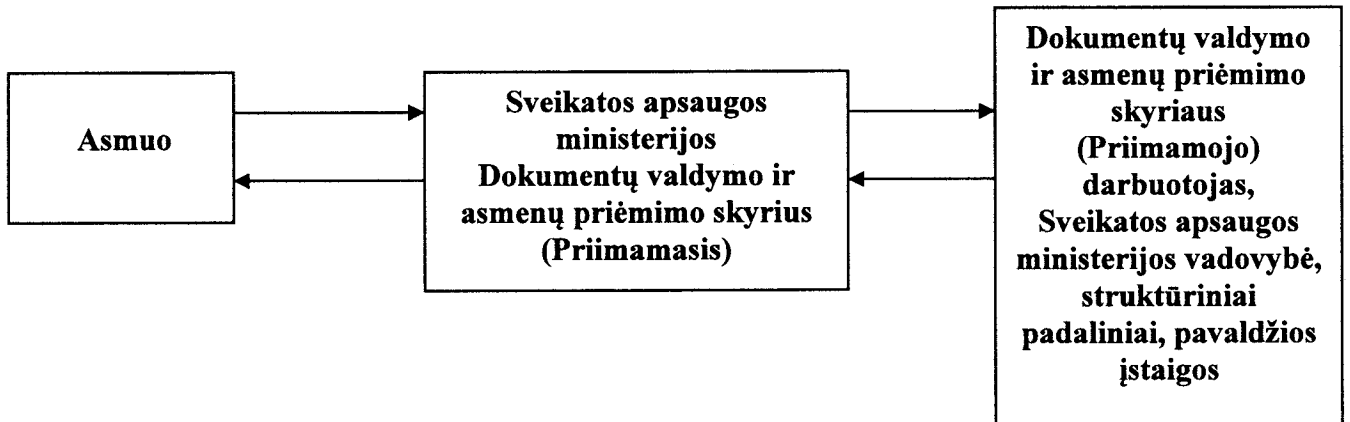 Asmuo
Sveikatos apsaugos
ministerijos
Dokumentų valdymo ir
asmenų priėmimo skyrius
(Priimamasis)
Dokumentų valdymo
ir asmenų priėmimo
skyriaus
(Priimamojo)
darbuotojas,
Sveikatos apsaugos
ministerijos vadovybė,
struktūriniai
padaliniai, pavaldžios
įstaigos